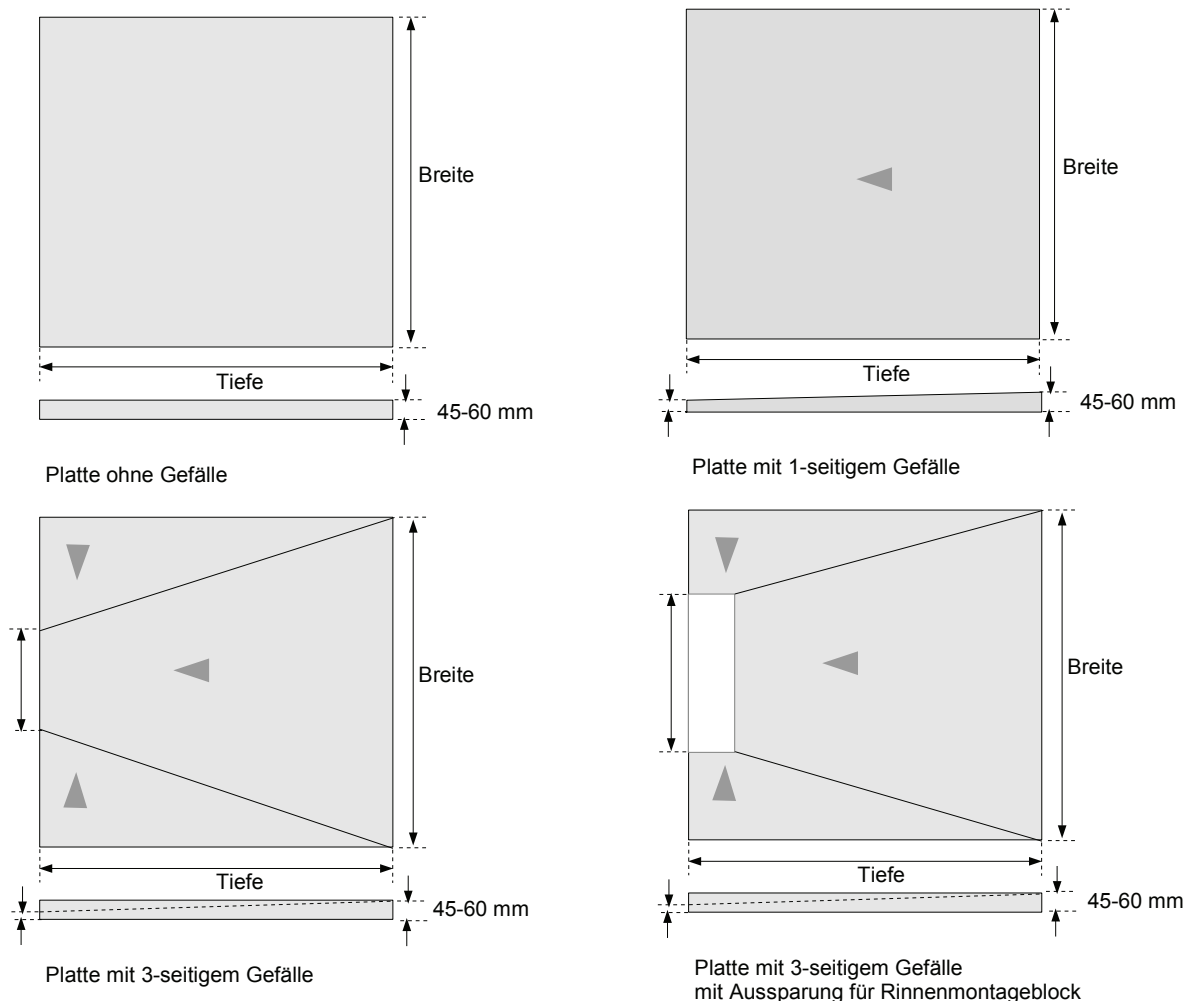 Breite
Tiefe
45-60 mm
Platte ohne Gefälle
Breite
Tiefe
45-60 mm
Platte mit 1-seitigem Gefälle
Breite
Tiefe
45-60 mm
Platte mit 3-seitigem Gefälle
Breite
Tiefe
45-60 mm
Platte mit 3-seitigem Gefälle
mit Aussparung für Rinnenmontageblock